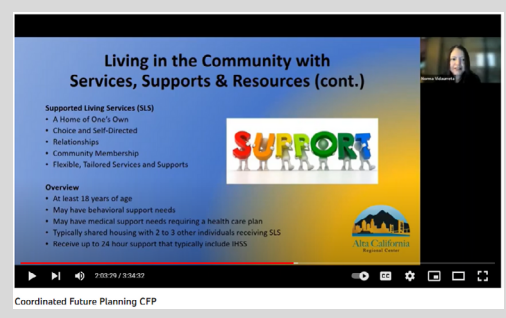 Living in the Community with
Services, Supports & Resources (cont.)
Supported Living Services (SLS)
• A Home of One's Own
• Choice and Self-Directed
• Relationships
• Community Membership
• Flexible, Tailored Services and Supports
SUPPORT
Overview
• At least 18 years of age
• May have behavioral support needs
• May have medical support needs requiring a health care plan
• Typically shared housing with 2 to 3 other individuals receiving SLS
• Receive up to 24 hour support that typically include IHSS
Alta California
Regional Center
2:03:29 / 3:34:32
CC
Coordinated Future Planning CFP